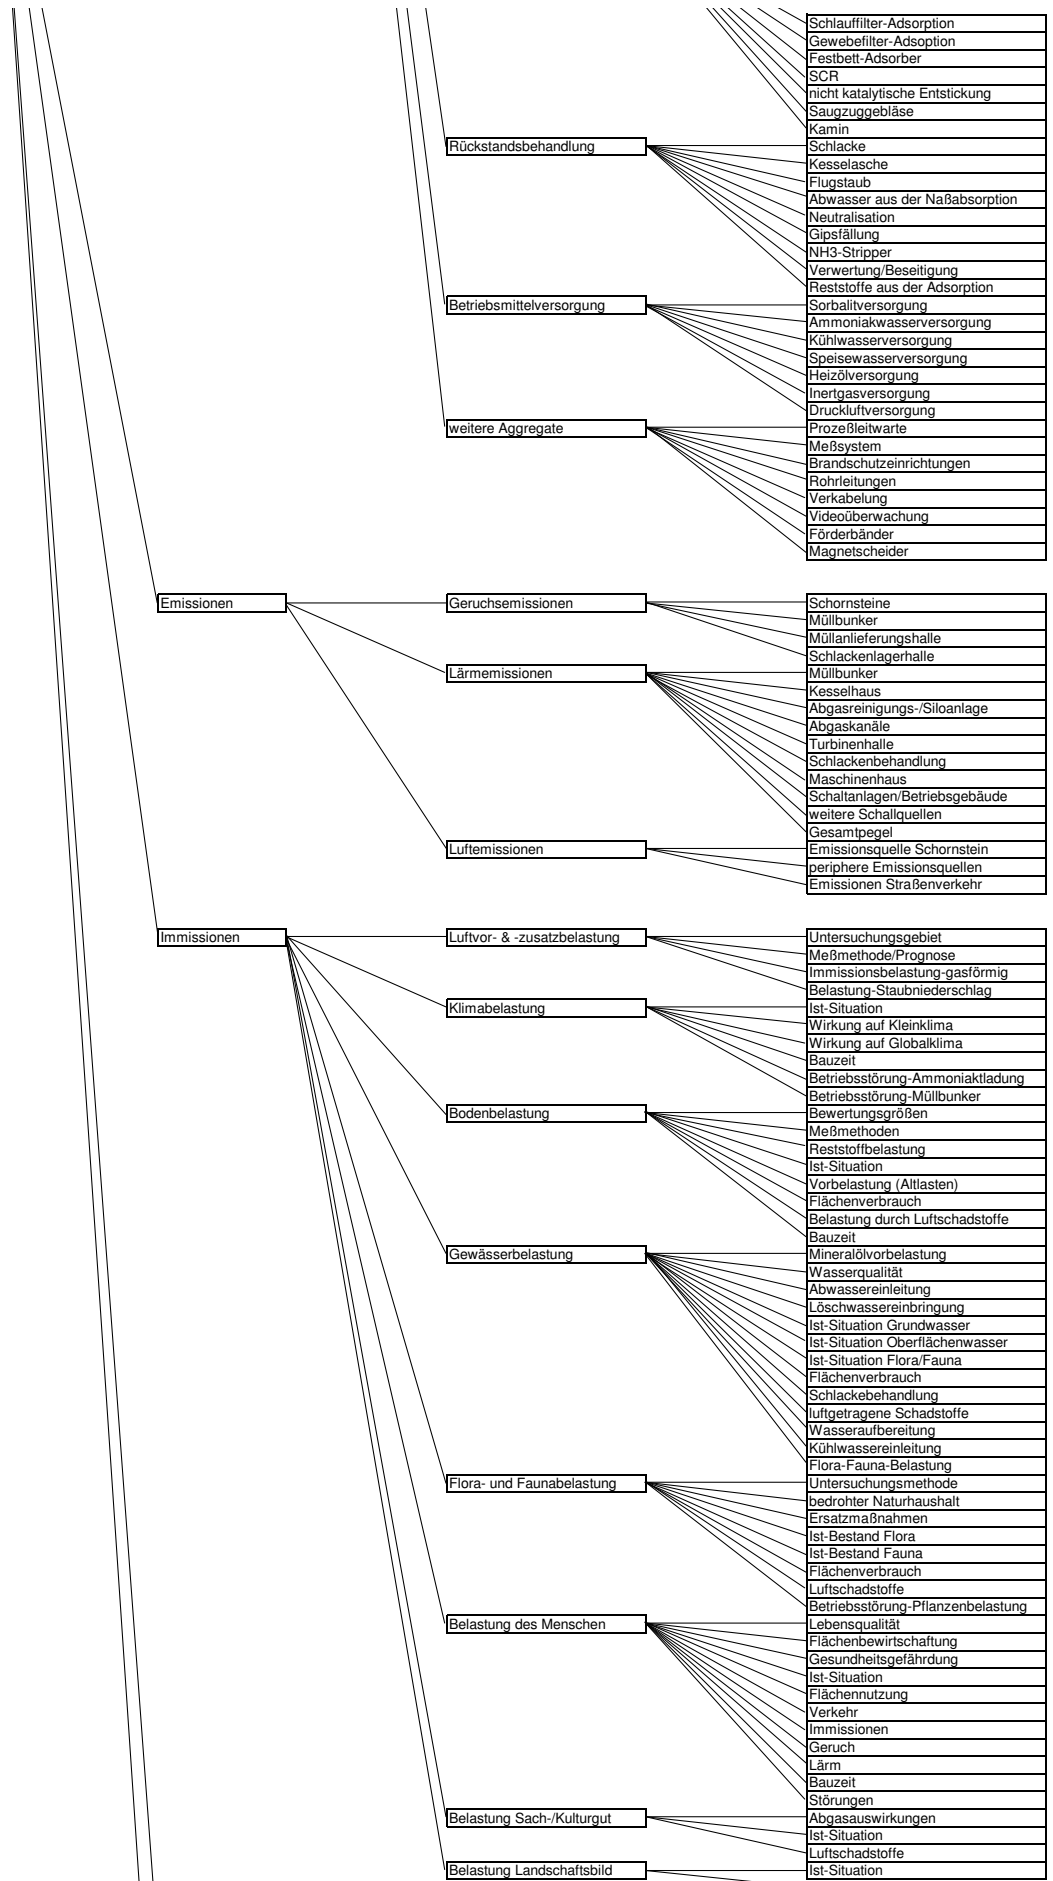 Schlauffilter-Adsorption
Gewebefilter-Adsoption
Festbett-Adsorber
SCR
nicht katalytische Entstickung
Saugzuggebläse
Kamin
Rückstandsbehandlung
Schlacke
Kesselasche
Flugstaub
Abwasser aus der Naßabsorption
Neutralisation
Gipsfällung
NH3-Stripper
Verwertung/Beseitigung
Reststoffe aus der Adsorption
Betriebsmittelversorgung
Sorbalitversorgung
Ammoniakwasserversorgung
Kühlwasserversorgung
Speisewasserversorgung
Heizölversorgung
Inertgasversorgung
Druckluftversorgung
weitere Aggregate
Prozeßleitwarte
Meßsystem
Brandschutzeinrichtungen
Rohrleitungen
Verkabelung
Videoüberwachung
Förderbänder
Magnetscheider
Emissionen
Geruchsemissionen
Schornsteine
Müllbunker
Müllanlieferungshalle
Schlackenlagerhalle
Lärmemissionen
Müllbunker
Kesselhaus
Abgasreinigungs-/Siloanlage
Abgaskanäle
Turbinenhalle
Schlackenbehandlung
Maschinenhaus
Schaltanlagen/Betriebsgebäude
weitere Schallquellen
Gesamtpegel
Luftemissionen
Emissionsquelle Schornstein
periphere Emissionsquellen
Emissionen Straßenverkehr
Immissionen
Luftvor- & -zusatzbelastung
Untersuchungsgebiet
Meßmethode/Prognose
Immissionsbelastung-gasförmig
Belastung-Staubniederschlag
Klimabelastung
Ist-Situation
Wirkung auf Kleinklima
Wirkung auf Globalklima
Bauzeit
Betriebsstörung-Ammoniaktladung
Betriebsstörung-Müllbunker
Bodenbelastung
Bewertungsgrößen
Meßmethoden
Reststoffbelastung
Ist-Situation
Vorbelastung (Altlasten)
Flächenverbrauch
Belastung durch Luftschadstoffe
Bauzeit
Gewässerbelastung
Mineralölvorbelastung
Wasserqualität
Abwassereinleitung
Löschwassereinbringung
Ist-Situation Grundwasser
Ist-Situation Oberflächenwasser
Ist-Situation Flora/Fauna
Flächenverbrauch
Schlackebehandlung
luftgetragene Schadstoffe
Wasseraufbereitung
Kühlwassereinleitung
Flora-Fauna-Belastung
Flora- und Faunabelastung
Untersuchungsmethode
bedrohter Naturhaushalt
Ersatzmaßnahmen
Ist-Bestand Flora
Ist-Bestand Fauna
Flächenverbrauch
Luftschadstoffe
Betriebsstörung-Pflanzenbelastung
Belastung des Menschen
Lebensqualität
Flächenbewirtschaftung
Gesundheitsgefährdung
Ist-Situation
Flächennutzung
Verkehr
Immissionen
Geruch
Lärm
Bauzeit
Störungen
Belastung Sach-/Kulturgut
Abgasauswirkungen
Ist-Situation
Luftschadstoffe
Belastung Landschaftsbild
Ist-Situation